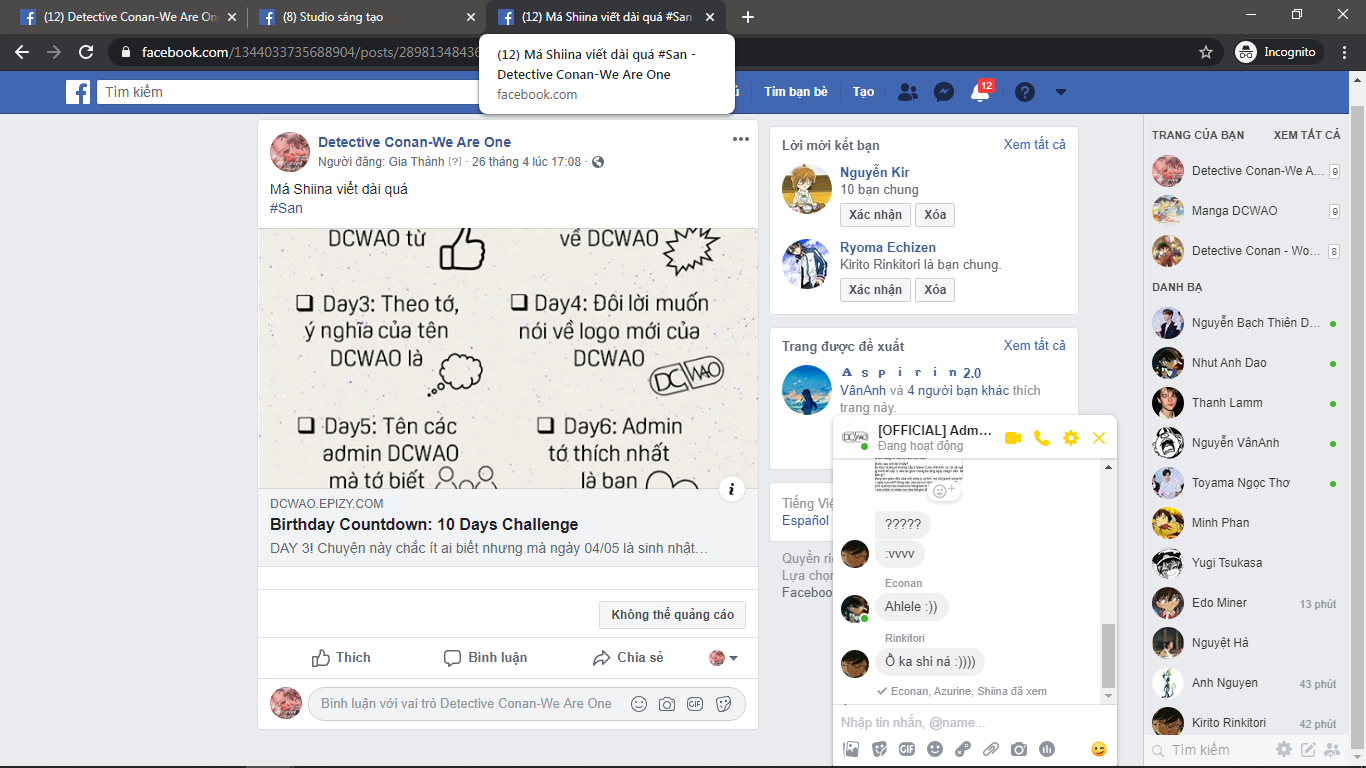 (12) Detective Conan-We Are On
(8) Studio sáng tạo
(12) Má Shiina viết dài quá #San
facebook.com/1344033735688904/posts/28981348436
Incognito
(12) Má Shiina viết dài quá #San -
Detective Conan-We Are One
facebook.com
Tìm kiếm
Tìm bạn bè
Tạo
12
Detective Conan-We Are One
Người đăng: Gia Thành [?] · 26 tháng 4 lúc 17:08 ·
Má Shiina viết dài quá
#San
DCWAO từ
về DCWAO
Day3: Theo tớ,
ý nghĩa của tên
DCWAO là
Day4: Đôi lời muốn
nói về logo mới của
DCWAO
DCWAO
Day5: Tên các
admin DCWAO
mà tớ biết
Day6: Admin
tớ thích nhất
là bạn
DCWAO.EPIZY.COM
Birthday Countdown: 10 Days Challenge
DAY 3! Chuyện này chắc ít ai biết nhưng mà ngày 04/05 là sinh nhật…
Không thể quảng cáo
Thích
Bình luận
Chia sẻ
Bình luận với vai trò Detective Conan-We Are One
GIF
Lời mời kết bạn
Xem tất cả
Nguyễn Kir
10 bạn chung
Xác nhận
Xóa
Ryoma Echizen
Kirito Rinkitori là bạn chung.
Xác nhận
Xóa
Trang được đề xuất
Xem tất cả
A s p i r i n 2.0
VânAnh và 4 người bạn khác thích
trang này.
Tiếng Việ
Español
Quyền riê
Lựa chọn
Faceboo
[OFFICIAL] Adm…
Đang hoạt động
?????
:vvvv
Econan
Ahlele :))
Rinkitori
Ồ ka shi ná :))))
Econan, Azurine, Shiina đã xem
Nhập tin nhắn, @name...
GIF
TRANG CỦA BẠN
XEM TẤT CẢ
Detective Conan-We A…
9
Manga DCWAO
9
Detective Conan - Wo…
8
DANH BẠ
Nguyễn Bạch Thiên D…
Nhut Anh Dao
Thanh Lamm
Nguyễn VânAnh
Toyama Ngọc Thơ
Minh Phan
Yugi Tsukasa
Edo Miner
13 phút
Nguyệt Hà
Anh Nguyen
43 phút
Kirito Rinkitori
42 phút
Tìm kiếm